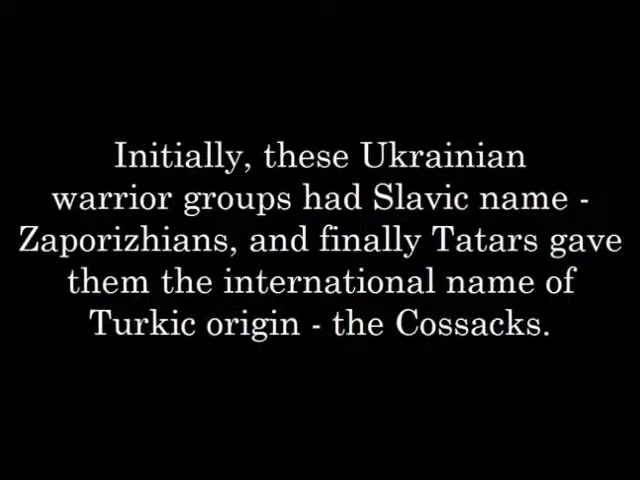 Initially, these Ukrainian
warrior groups had Slavic name -
Zaporizhians, and finally Tatars gave
them the international name of
Turkic origin - the Cossacks.